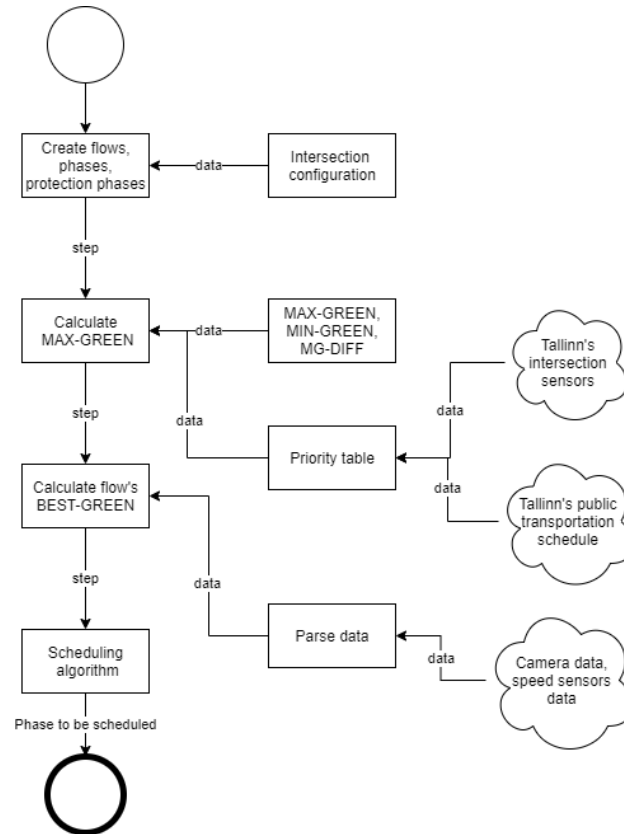 Create flows,
phases,
protection phases
data
Intersection
configuration
step
Calculate
MAX-GREEN
data
MAX-GREEN,
MIN-GREEN,
MG-DIFF
Tallinn's
intersection
sensors
step
data
Priority table
data
data
Calculate flow's
BEST-GREEN
Tallinn's public
transportation
schedule
step
data
Scheduling
algorithm
Parse data
data
Camera data,
speed sensors
data
Phase to be scheduled